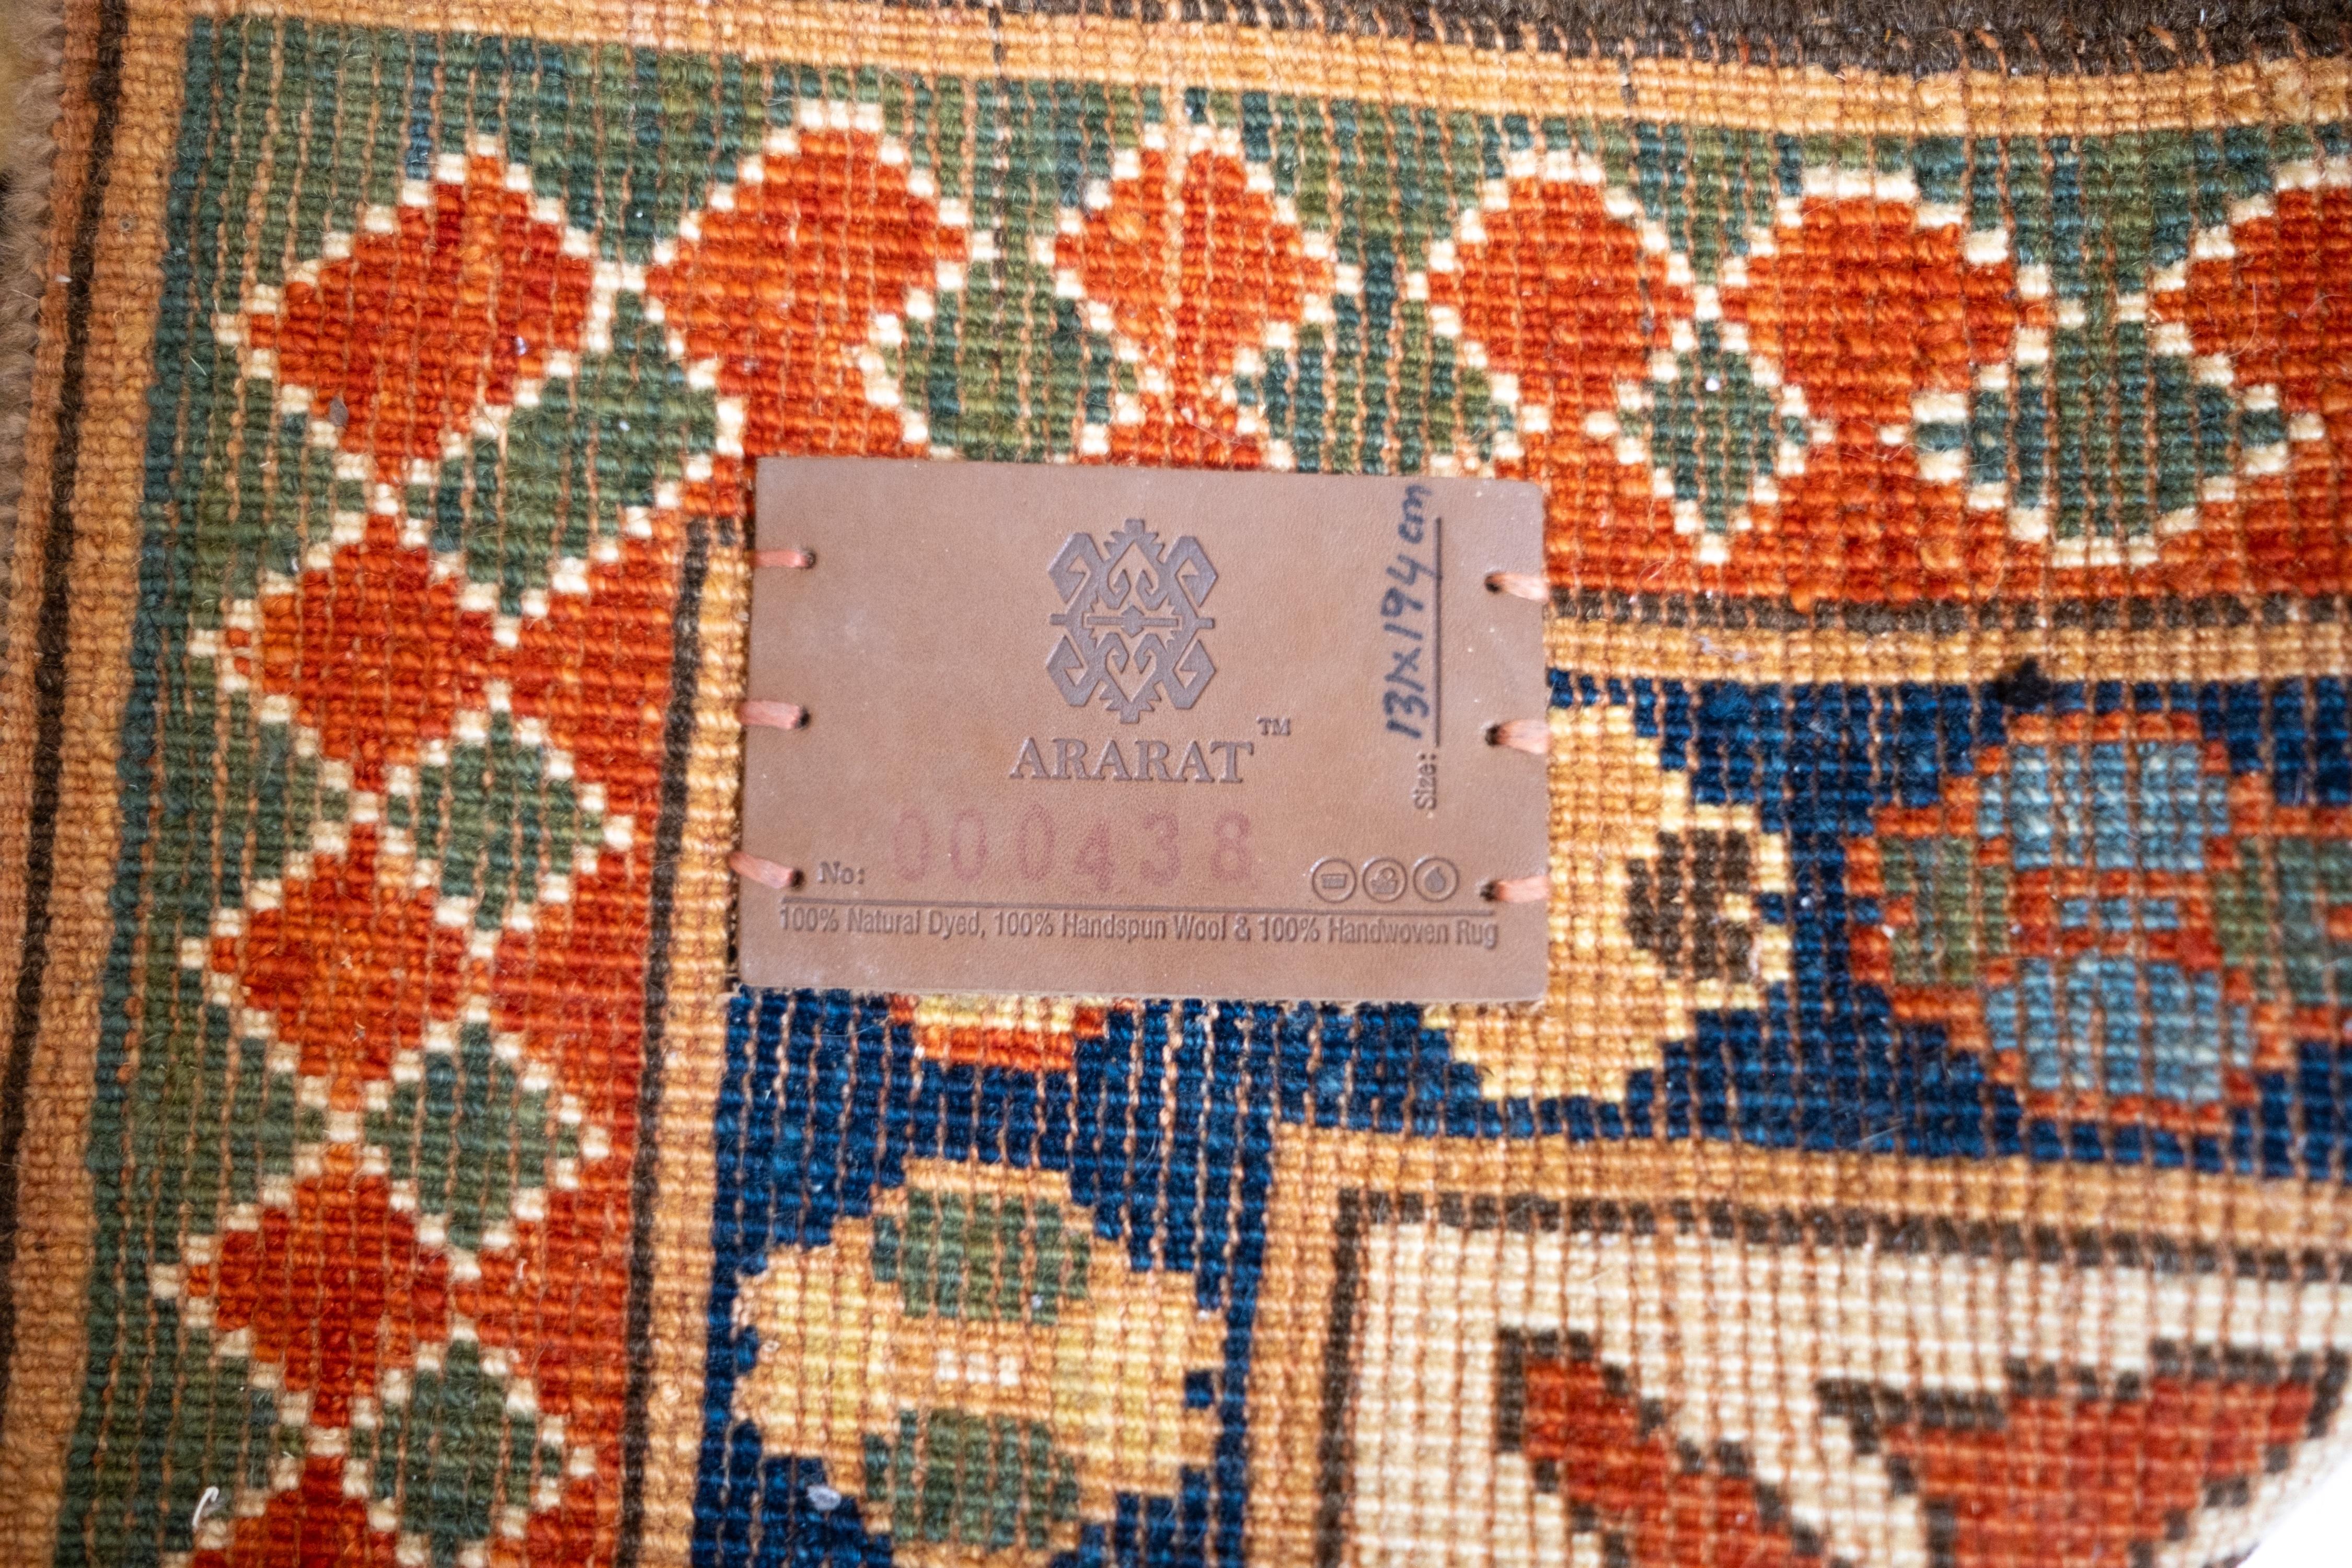 ARARAT™
No: 000438
Size: 131x194 cm
100% Natural Dyed, 100% Handspun Wool & 100% Handwoven Rug